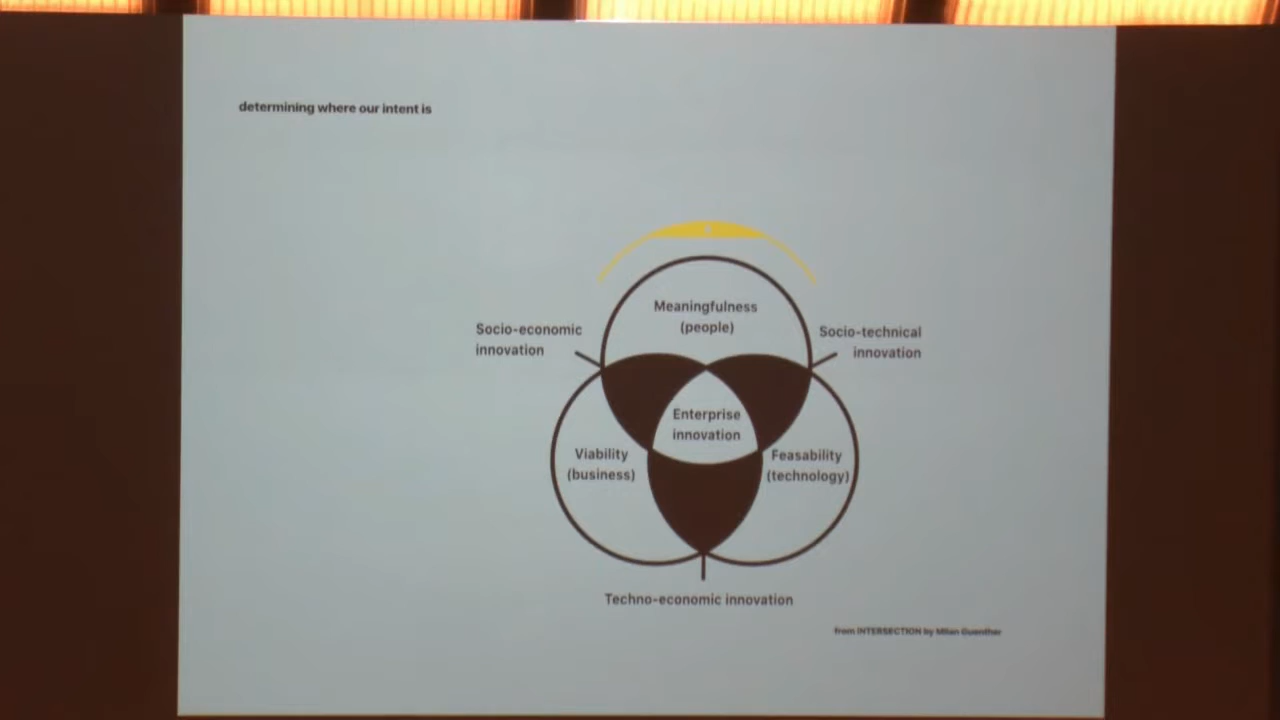 determining where our intent is
Meaningfulness
(people)
Socio-economic
innovation
Socio-technical
innovation
Enterprise
innovation
Viability
(business)
Feasability
(technology)
Techno-economic innovation
from INTERSECTION by Milan Guenther